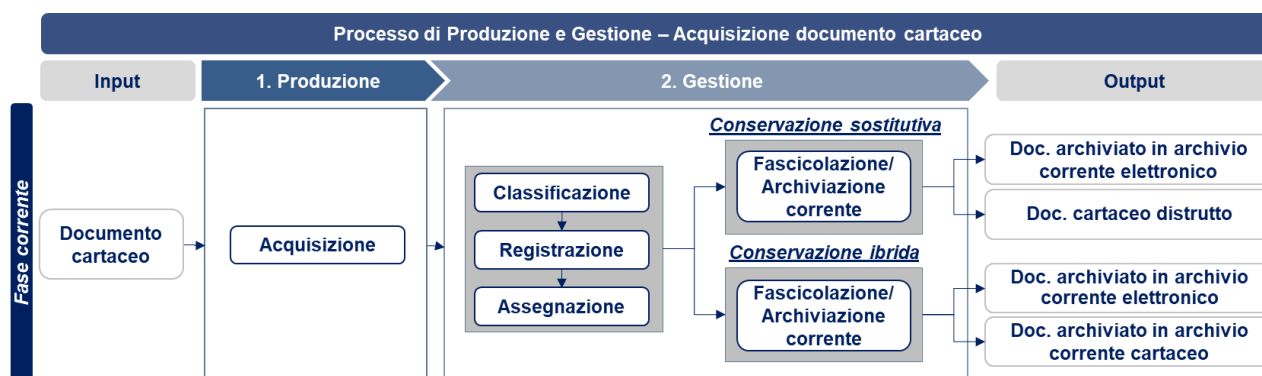 Processo di Produzione e Gestione – Acquisizione documento cartaceo
Input
1. Produzione
2. Gestione
Output
Fase corrente
Documento
cartaceo
Acquisizione
Classificazione
Registrazione
Assegnazione
Conservazione sostitutiva
Fascicolazione/
Archiviazione
corrente
Conservazione ibrida
Fascicolazione/
Archiviazione
corrente
Doc. archiviato in archivio
corrente elettronico
Doc. cartaceo distrutto
Doc. archiviato in archivio
corrente elettronico
Doc. archiviato in archivio
corrente cartaceo